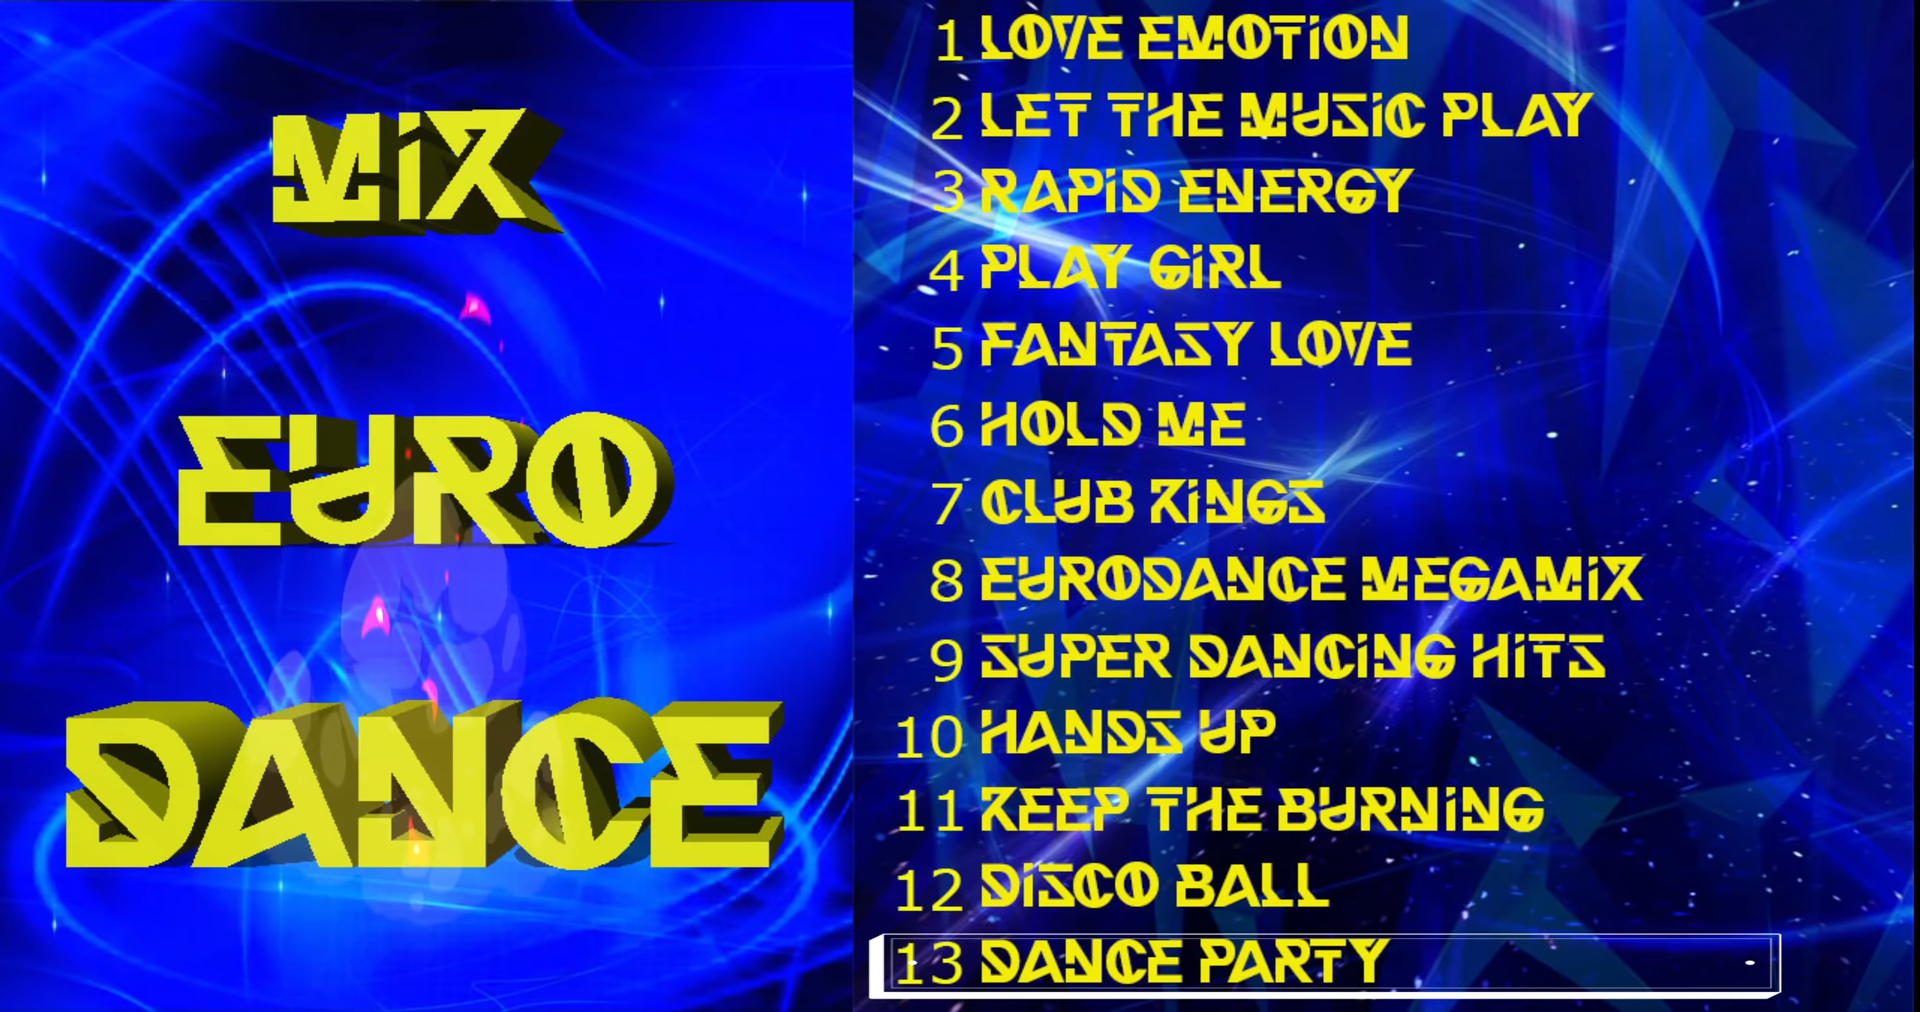 MiX
EURO
DANCE
1 LOVE EMOTiON
2 LET THE MUSiC PLAY
3 RAPiD ENERGY
4 PLAY GiRL
5 FANTASY LOVE
6 HOLD ME
7 CLUB KiNGS
8 EURODANCE MEGAMiX
9 SUPER DANCiNG HiTS
10 HANDS UP
11 KEEP THE BURNiNG
12 DiSCO BALL
13 DANCE PARTY